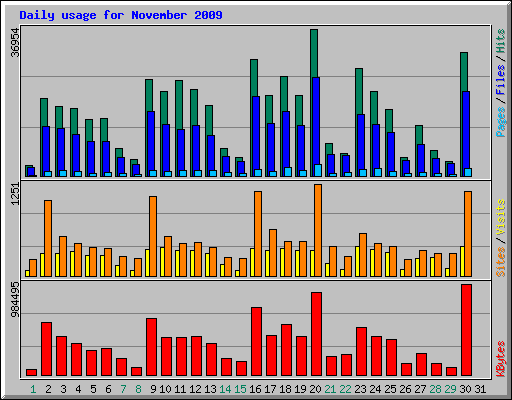 Daily usage for November 2009
36954
Pages / Files / Hits
1251
Sites / Visits
984495
KBytes
1 2 3 4 5 6 7 8 9 10 11 12 13 14 15 16 17 18 19 20 21 22 23 24 25 26 27 28 29 30 31